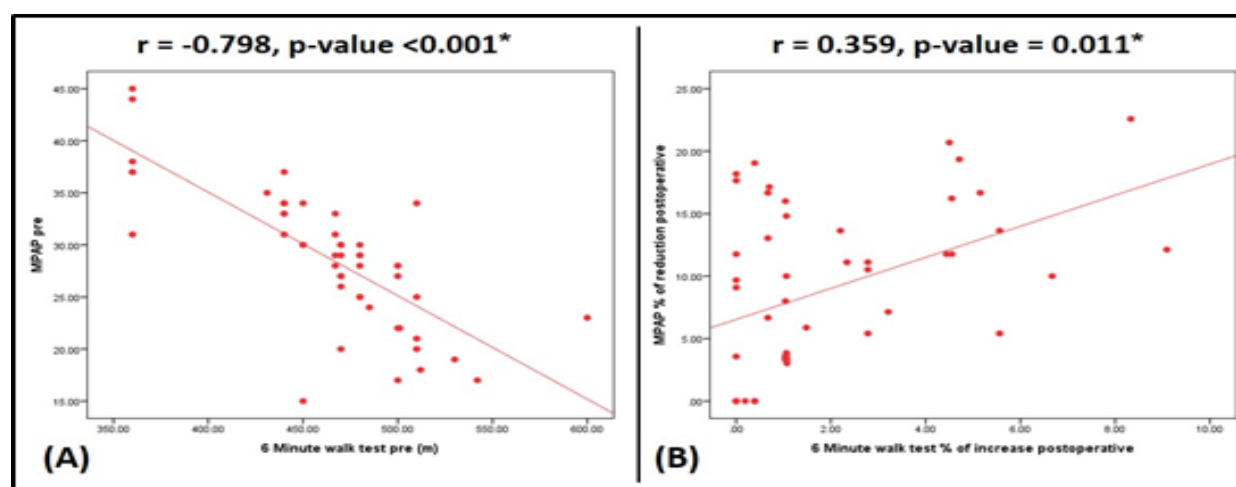 r = -0.798, p-value <0.001*
MPAP pre
45.00
40.00
35.00
30.00
25.00
20.00
15.00
350.00 400.00 450.00 500.00 550.00 600.00
6 Minute walk test pre (m)
(A)
r = 0.359, p-value = 0.011*
MPAP % of reduction postoperative
25.00
20.00
15.00
10.00
5.00
.00
.00 2.00 4.00 6.00 8.00 10.00
6 Minute walk test % of increase postoperative
(B)